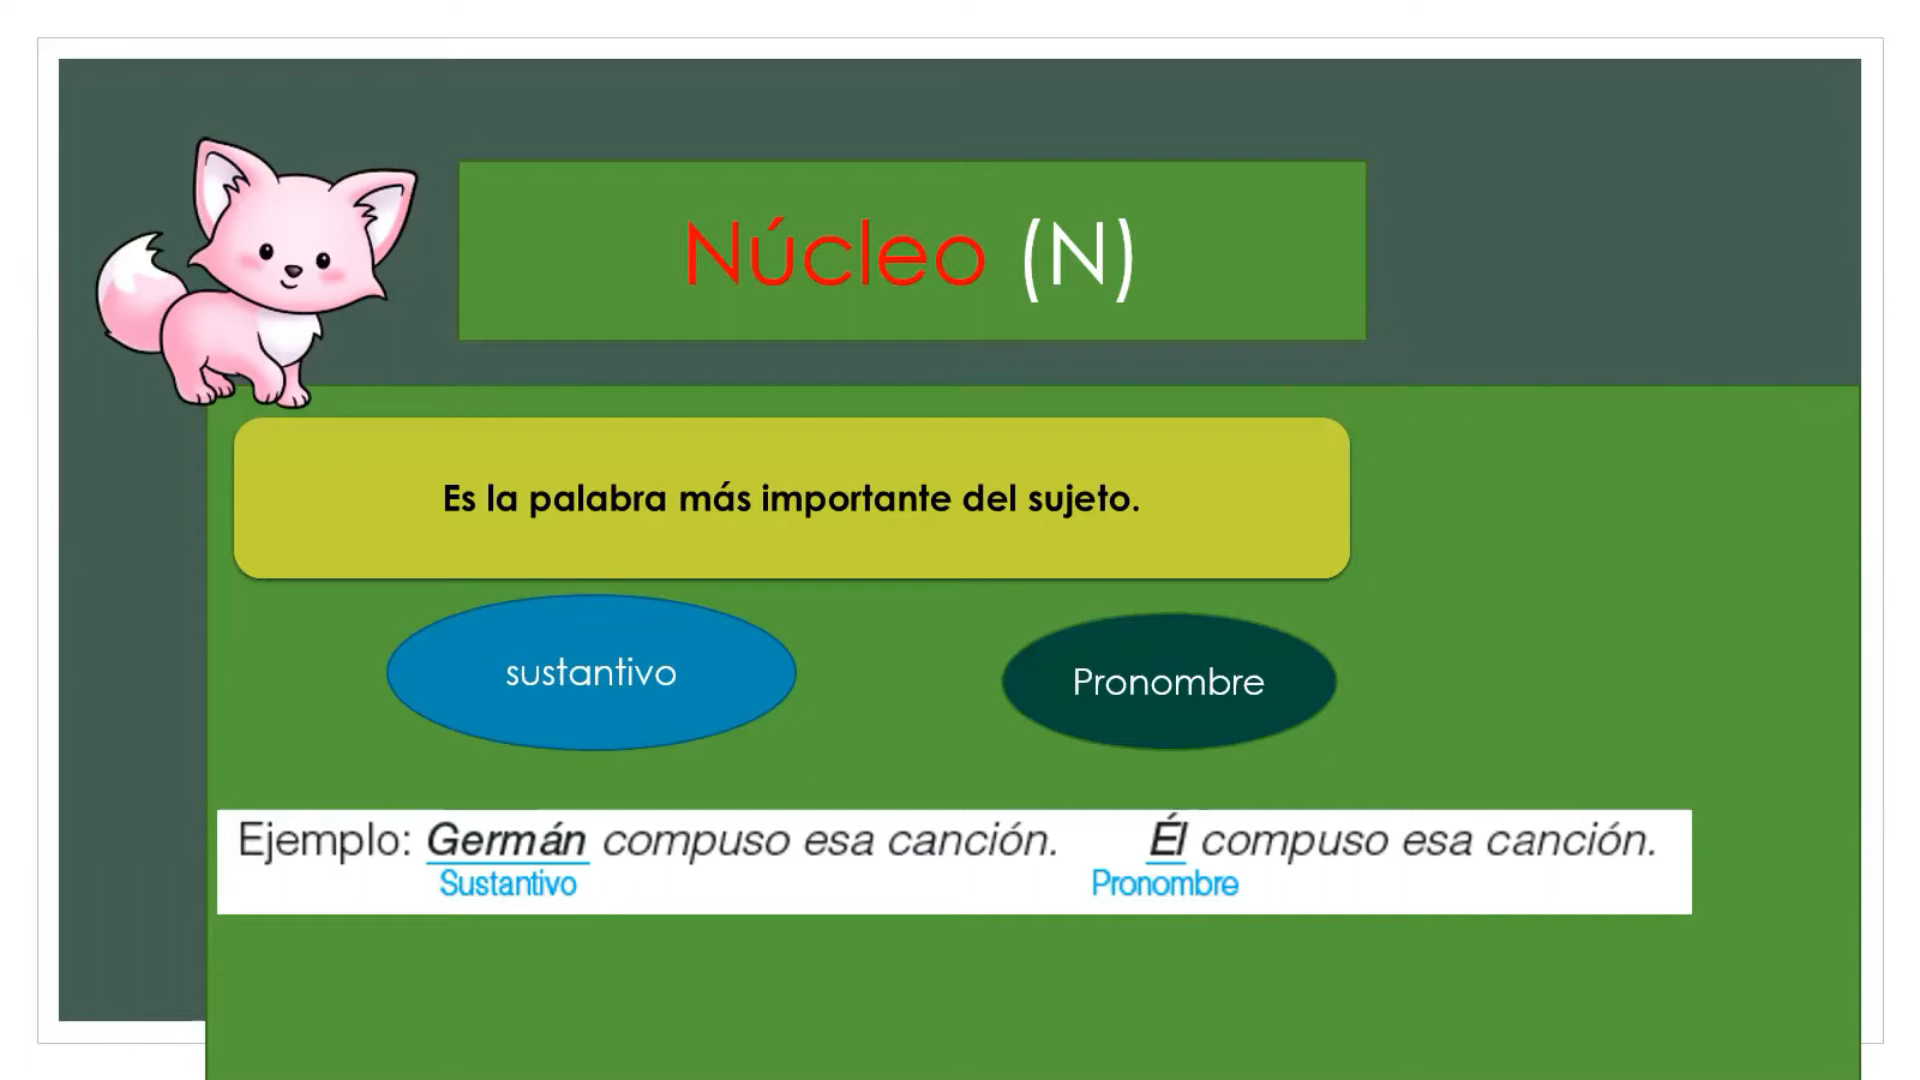 Núcleo (N)
Es la palabra más importante del sujeto.
sustantivo
Pronombre
Ejemplo: Germán compuso esa canción. Él compuso esa canción.
Sustantivo Pronombre